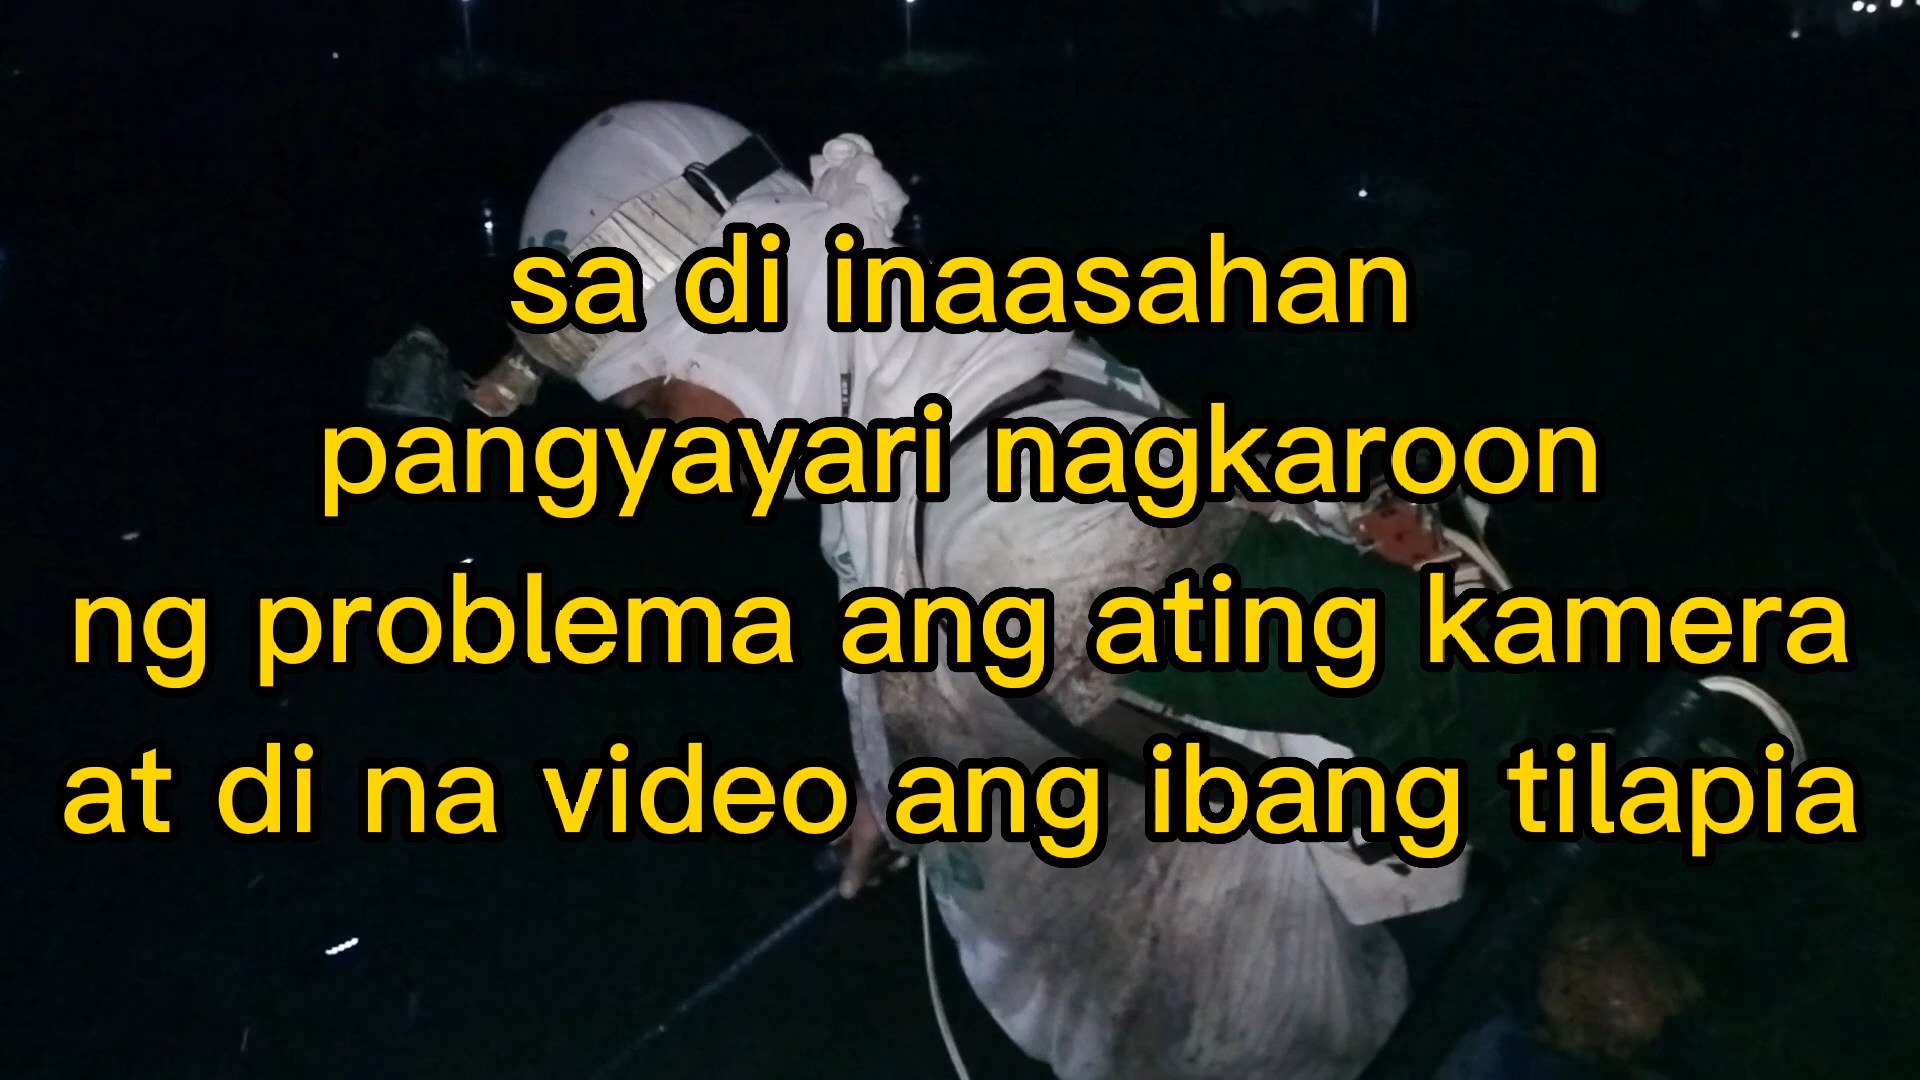 sa di inaasahan
pangyayari nagkaroon
ng problema ang ating kamera
at di na video ang ibang tilapia